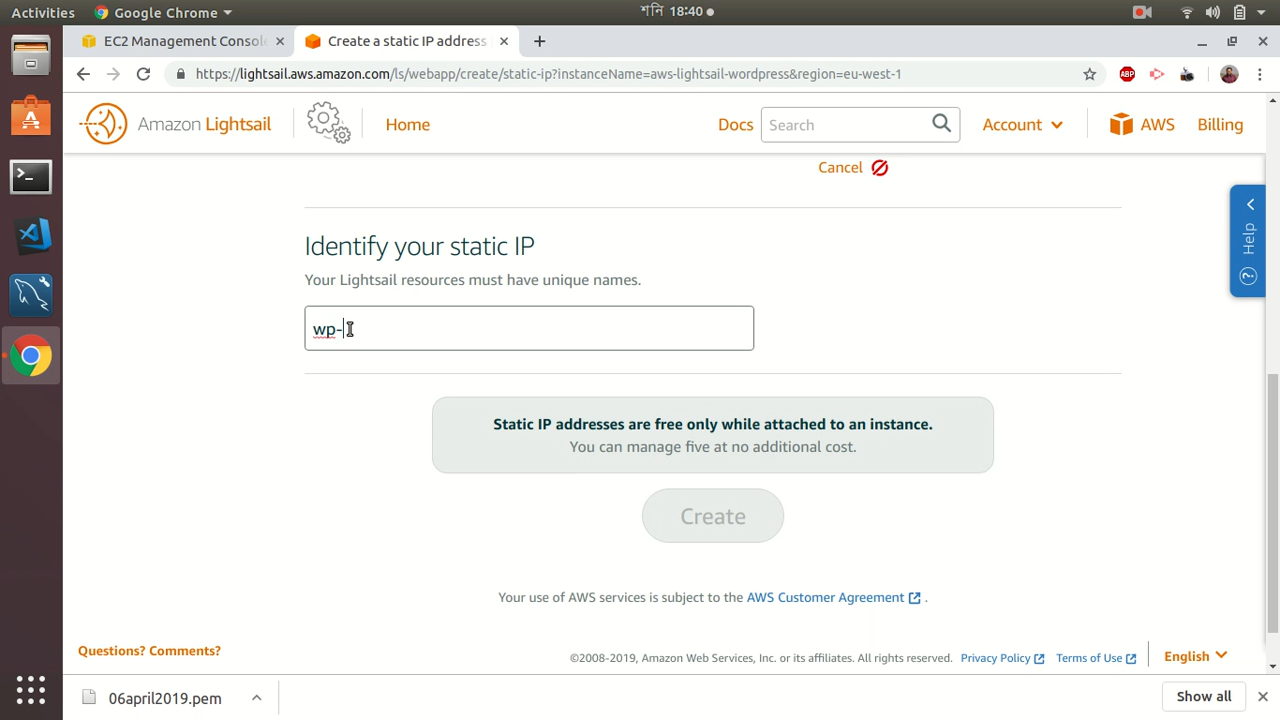 Activities
Google Chrome
শনি 18:40
EC2 Management Consol
Create a static IP address
https://lightsail.aws.amazon.com/ls/webapp/create/static-ip?instanceName=aws-lightsail-wordpress&region=eu-west-1
ABP
Amazon Lightsail
Home
Docs
Search
Account
AWS
Billing
Cancel
Help
Identify your static IP
Your Lightsail resources must have unique names.
wp-
Static IP addresses are free only while attached to an instance.
You can manage five at no additional cost.
Create
Your use of AWS services is subject to the AWS Customer Agreement .
Questions? Comments?
©2008-2019, Amazon Web Services, Inc. or its affiliates. All rights reserved. Privacy Policy Terms of Use
English
06april2019.pem
Show all